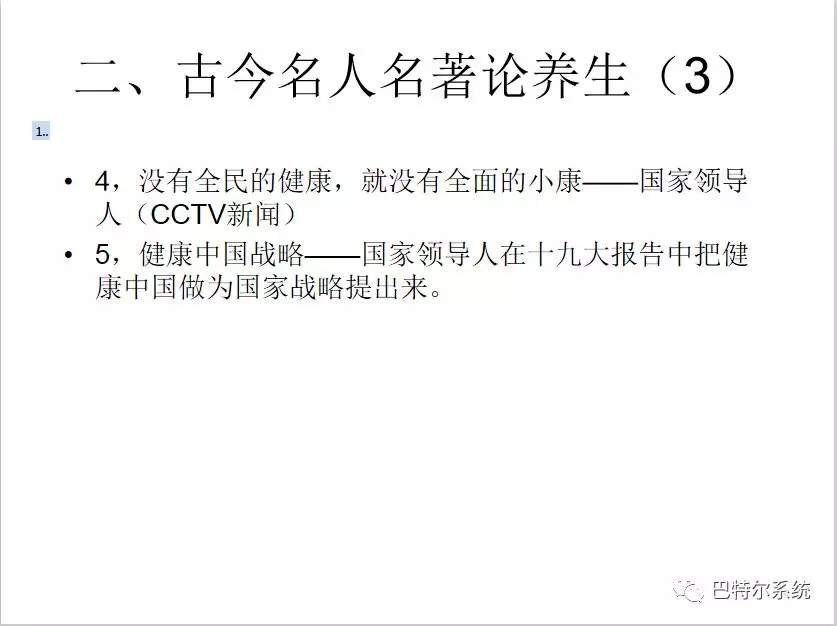 二、古今名人名著论养生（3）
1..
• 4，没有全民的健康，就没有全面的小康——国家领导
人（CCTV新闻）
• 5，健康中国战略——国家领导人在十九大报告中把健
康中国做为国家战略提出来。
巴特尔系统